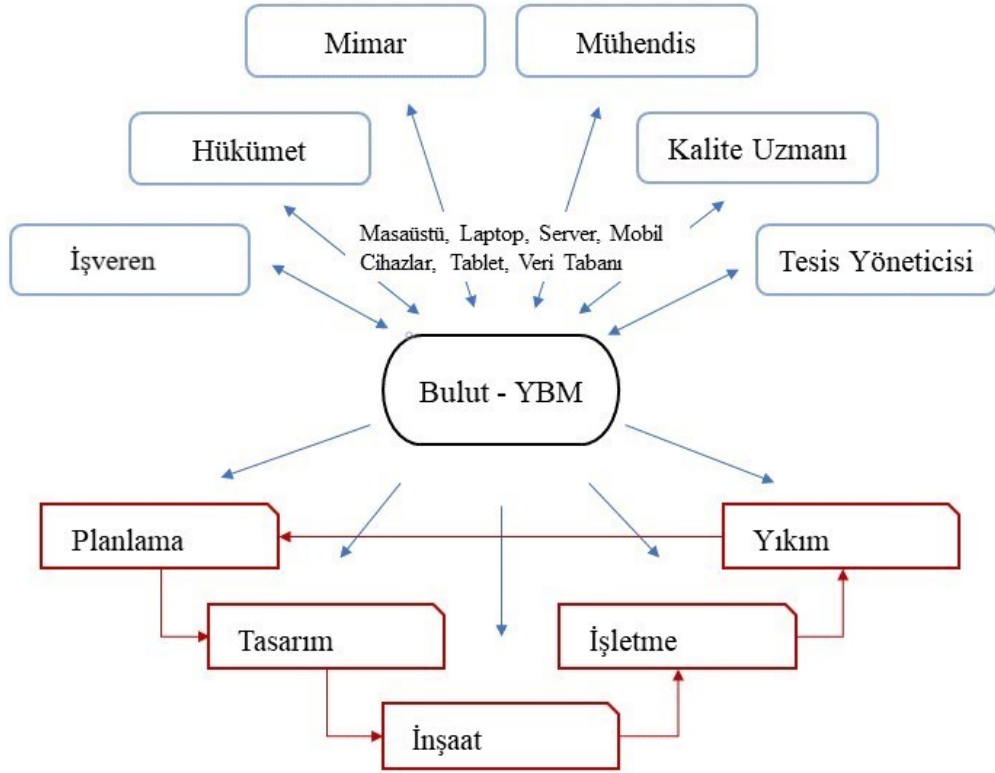 Mimar
Mühendis
Hükümet
Kalite Uzmanı
İşveren
Tesis Yöneticisi
Masaüstü, Laptop, Server, Mobil
Cihazlar, Tablet, Veri Tabanı
Bulut - YBM
Planlama
Yıkım
Tasarım
İşletme
İnşaat